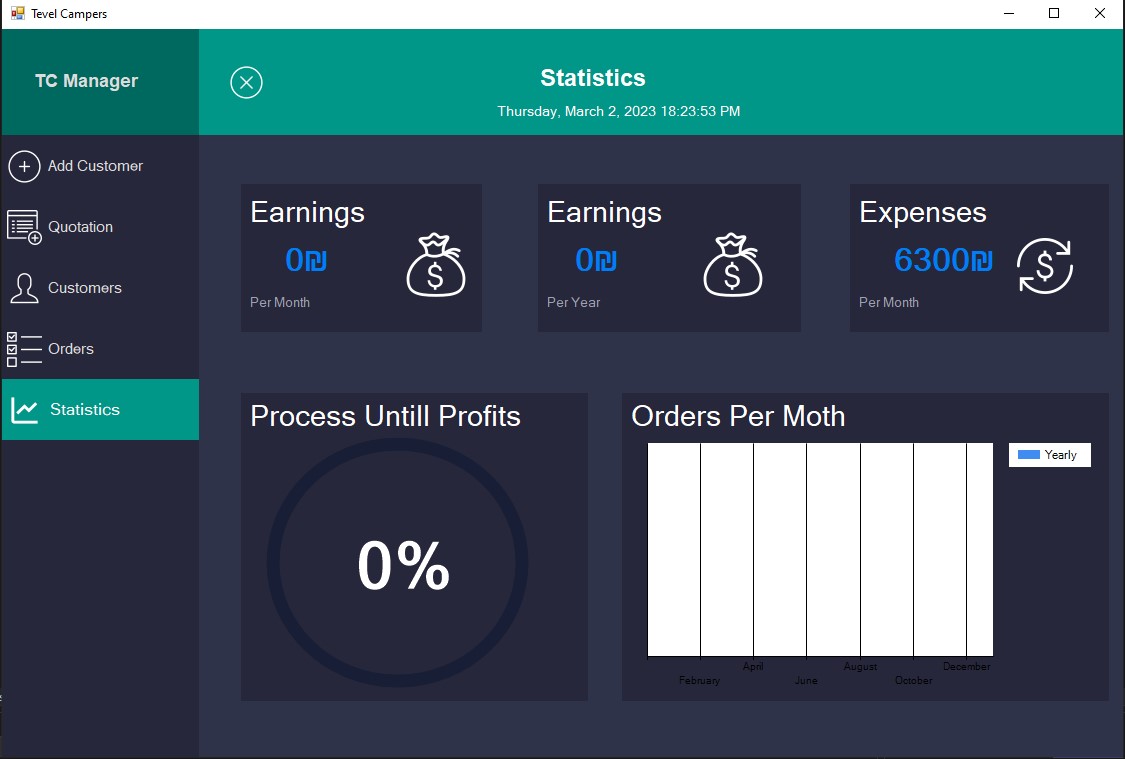 Tevel Campers
TC Manager
Statistics
Thursday, March 2, 2023 18:23:53 PM
Add Customer
Quotation
Customers
Orders
Statistics
Earnings
0₪
Per Month
Earnings
0₪
Per Year
Expenses
6300₪
Per Month
Process Untill Profits
0%
Orders Per Moth
Yearly
February
April
June
August
October
December